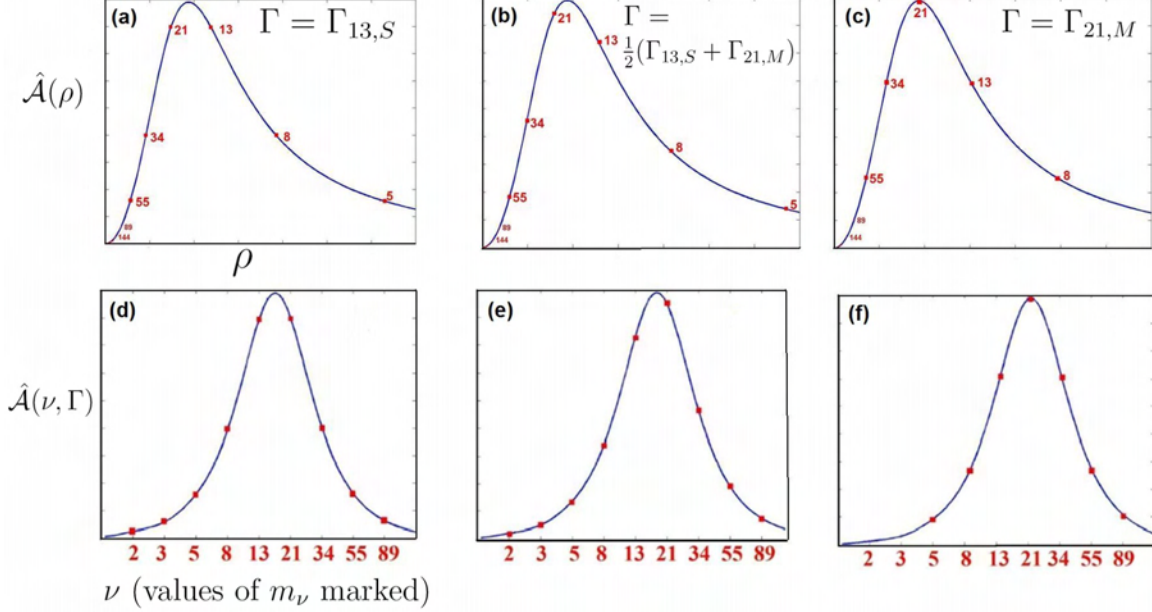 (a) Γ = Γ₁₃,S
21 13
34
8
55
5
89
144
Â(ρ)
ρ
(b) Γ =
½(Γ₁₃,S + Γ₂₁,M)
21
13
34
8
55
5
89
144
(c) Γ = Γ₂₁,M
21
34 13
55 8
89
144
(d)
2 3 5 8 13 21 34 55 89
Â(ν, Γ)
ν (values of m_ν marked)
(e)
2 3 5 8 13 21 34 55 89
(f)
2 3 5 8 13 21 34 55 89